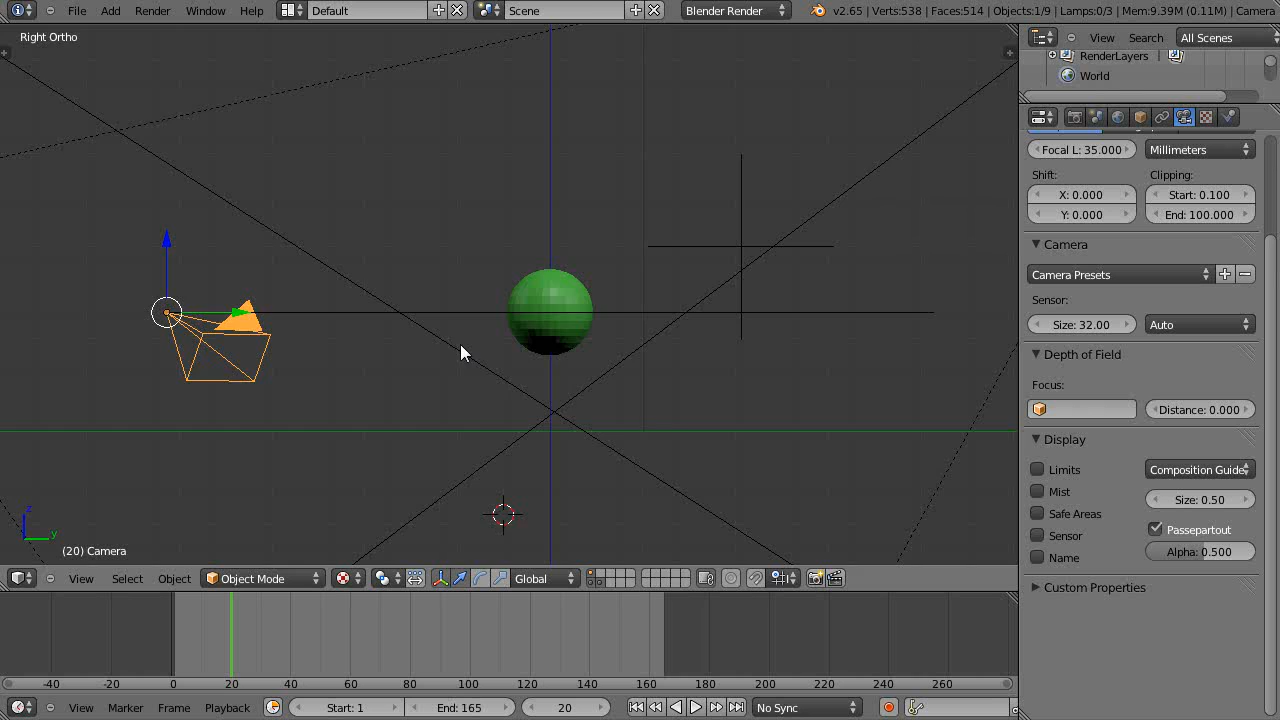 File Add Render Window Help Default Scene Blender Render v2.65 | Verts:538 | Faces:514 | Objects:1/9 | Lamps:0/3 | Mem:9.39M (0.11M) | Camera
Right Ortho
View Search All Scenes
RenderLayers |
World
Focal L: 35.000 Millimeters
Shift: Clipping:
X: 0.000 Start: 0.100
Y: 0.000 End: 100.000
Camera
Camera Presets
Sensor:
Size: 32.00 Auto
Depth of Field
Focus:
Distance: 0.000
Display
Limits Composition Guide
Mist Size: 0.50
Safe Areas
Sensor Passepartout
Name Alpha: 0.500
Custom Properties
z
y
(20) Camera
View Select Object Object Mode Global
-40 -20 0 20 40 60 80 100 120 140 160 180 200 220 240 260
View Marker Frame Playback Start: 1 End: 165 20 No Sync